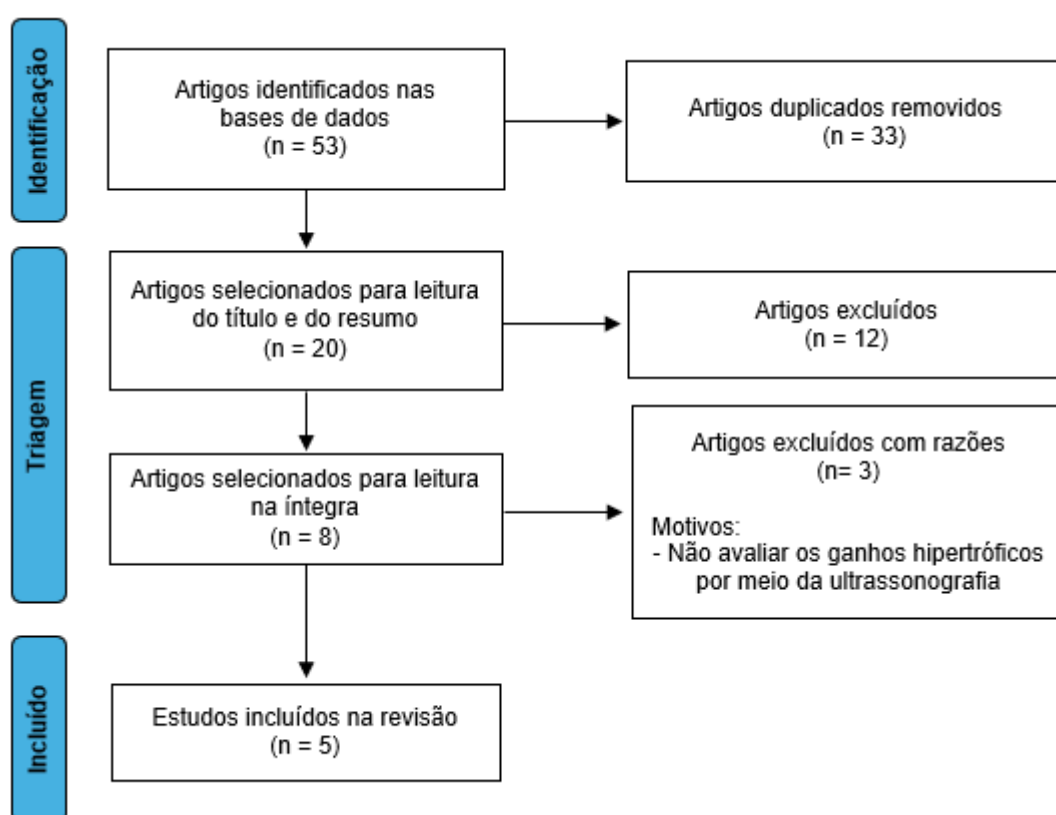 Identificação
Artigos identificados nas
bases de dados
(n = 53)
Artigos duplicados removidos
(n = 33)
Triagem
Artigos selecionados para leitura
do título e do resumo
(n = 20)
Artigos excluídos
(n = 12)
Artigos selecionados para leitura
na íntegra
(n = 8)
Artigos excluídos com razões
(n= 3)
Motivos:
- Não avaliar os ganhos hipertróficos
por meio da ultrassonografia
Incluído
Estudos incluídos na revisão
(n = 5)